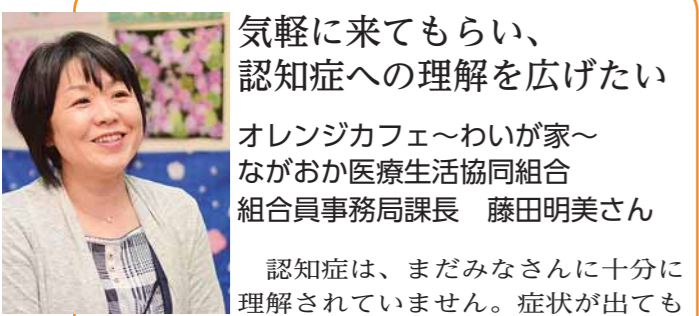 気軽に来てもらい、
認知症への理解を広げたい
オレンジカフェ～わいが家～
ながおか医療生活協同組合
組合員事務局課長　藤田明美さん
　認知症は、まだみなさんに十分に
理解されていません。症状が出ても